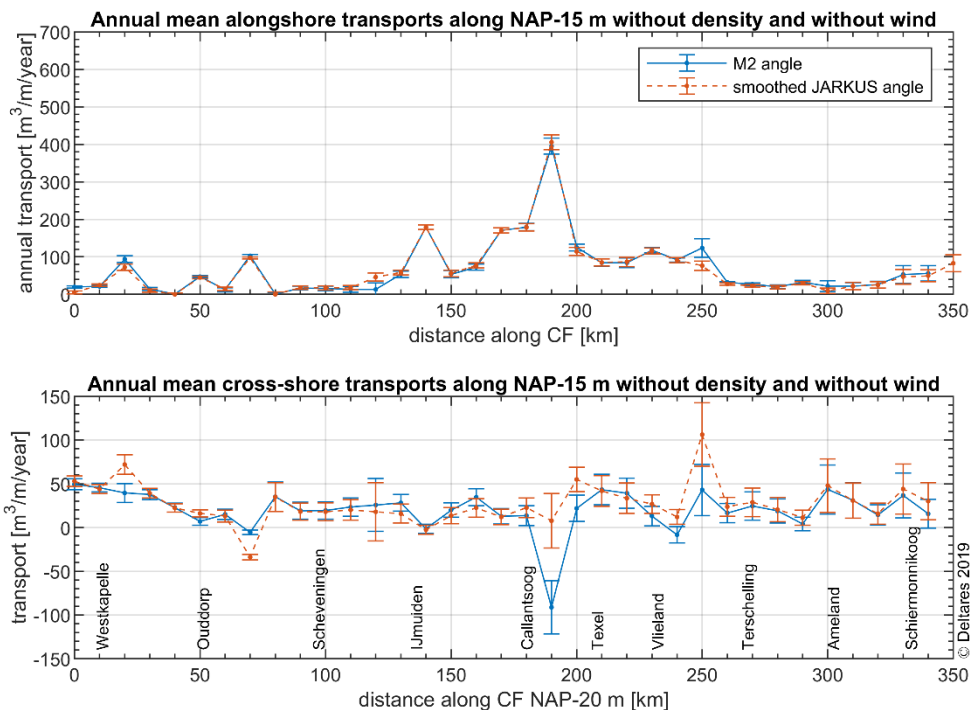 Annual mean alongshore transports along NAP-15 m without density and without wind
annual transport [m³/m/year]
700
600
500
400
300
200
100
0
M2 angle
smoothed JARKUS angle
0 50 100 150 200 250 300 350
distance along CF [km]
Annual mean cross-shore transports along NAP-15 m without density and without wind
transport [m³/m/year]
150
100
50
0
-50
-100
-150
Westkapelle
Ouddorp
Scheveningen
IJmuiden
Callantsoog
Texel
Vlieland
Terschelling
Ameland
Schiermonnikoog
© Deltares 2019
0 50 100 150 200 250 300 350
distance along CF NAP-20 m [km]